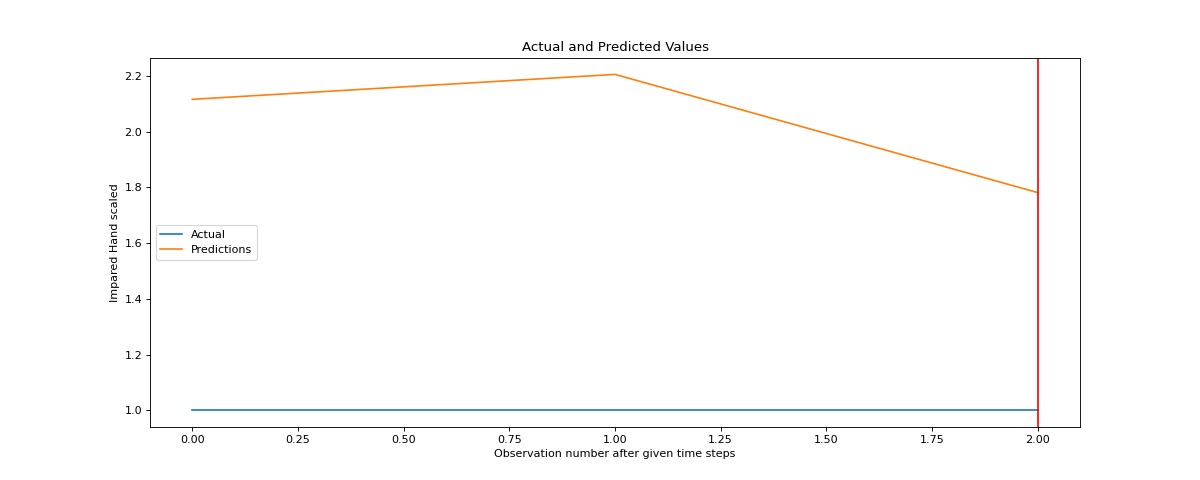 Actual and Predicted Values
Impared Hand scaled
2.2
2.0
1.8
1.6
1.4
1.2
1.0
Actual
Predictions
0.00 0.25 0.50 0.75 1.00 1.25 1.50 1.75 2.00
Observation number after given time steps